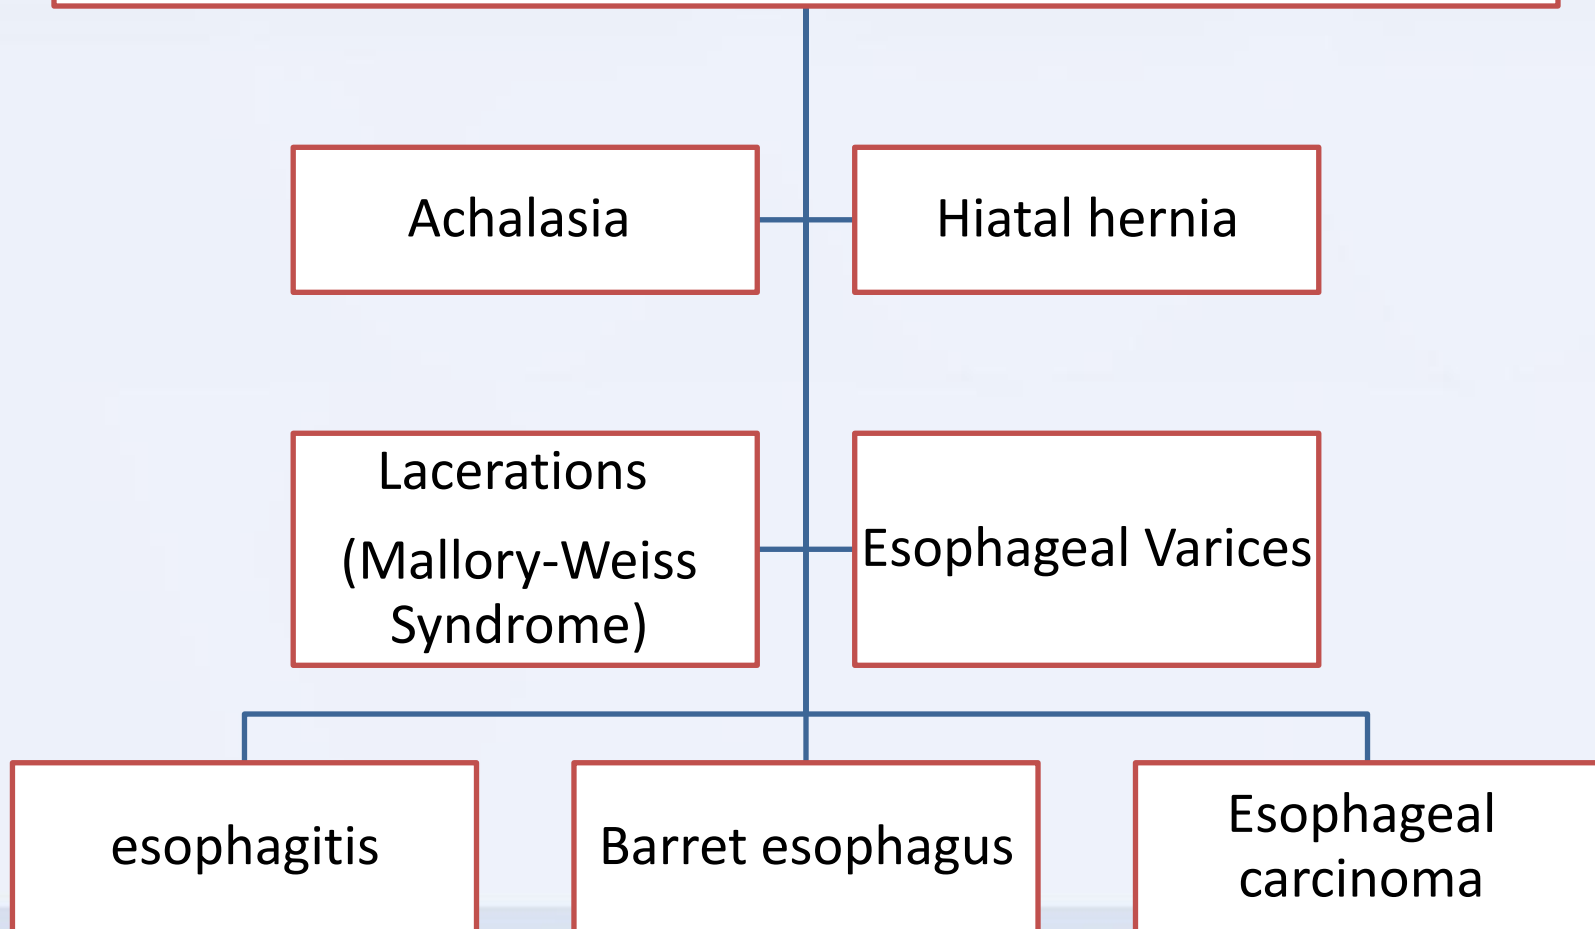 Achalasia
Hiatal hernia
Lacerations
(Mallory-Weiss
Syndrome)
Esophageal Varices
esophagitis
Barret esophagus
Esophageal
carcinoma